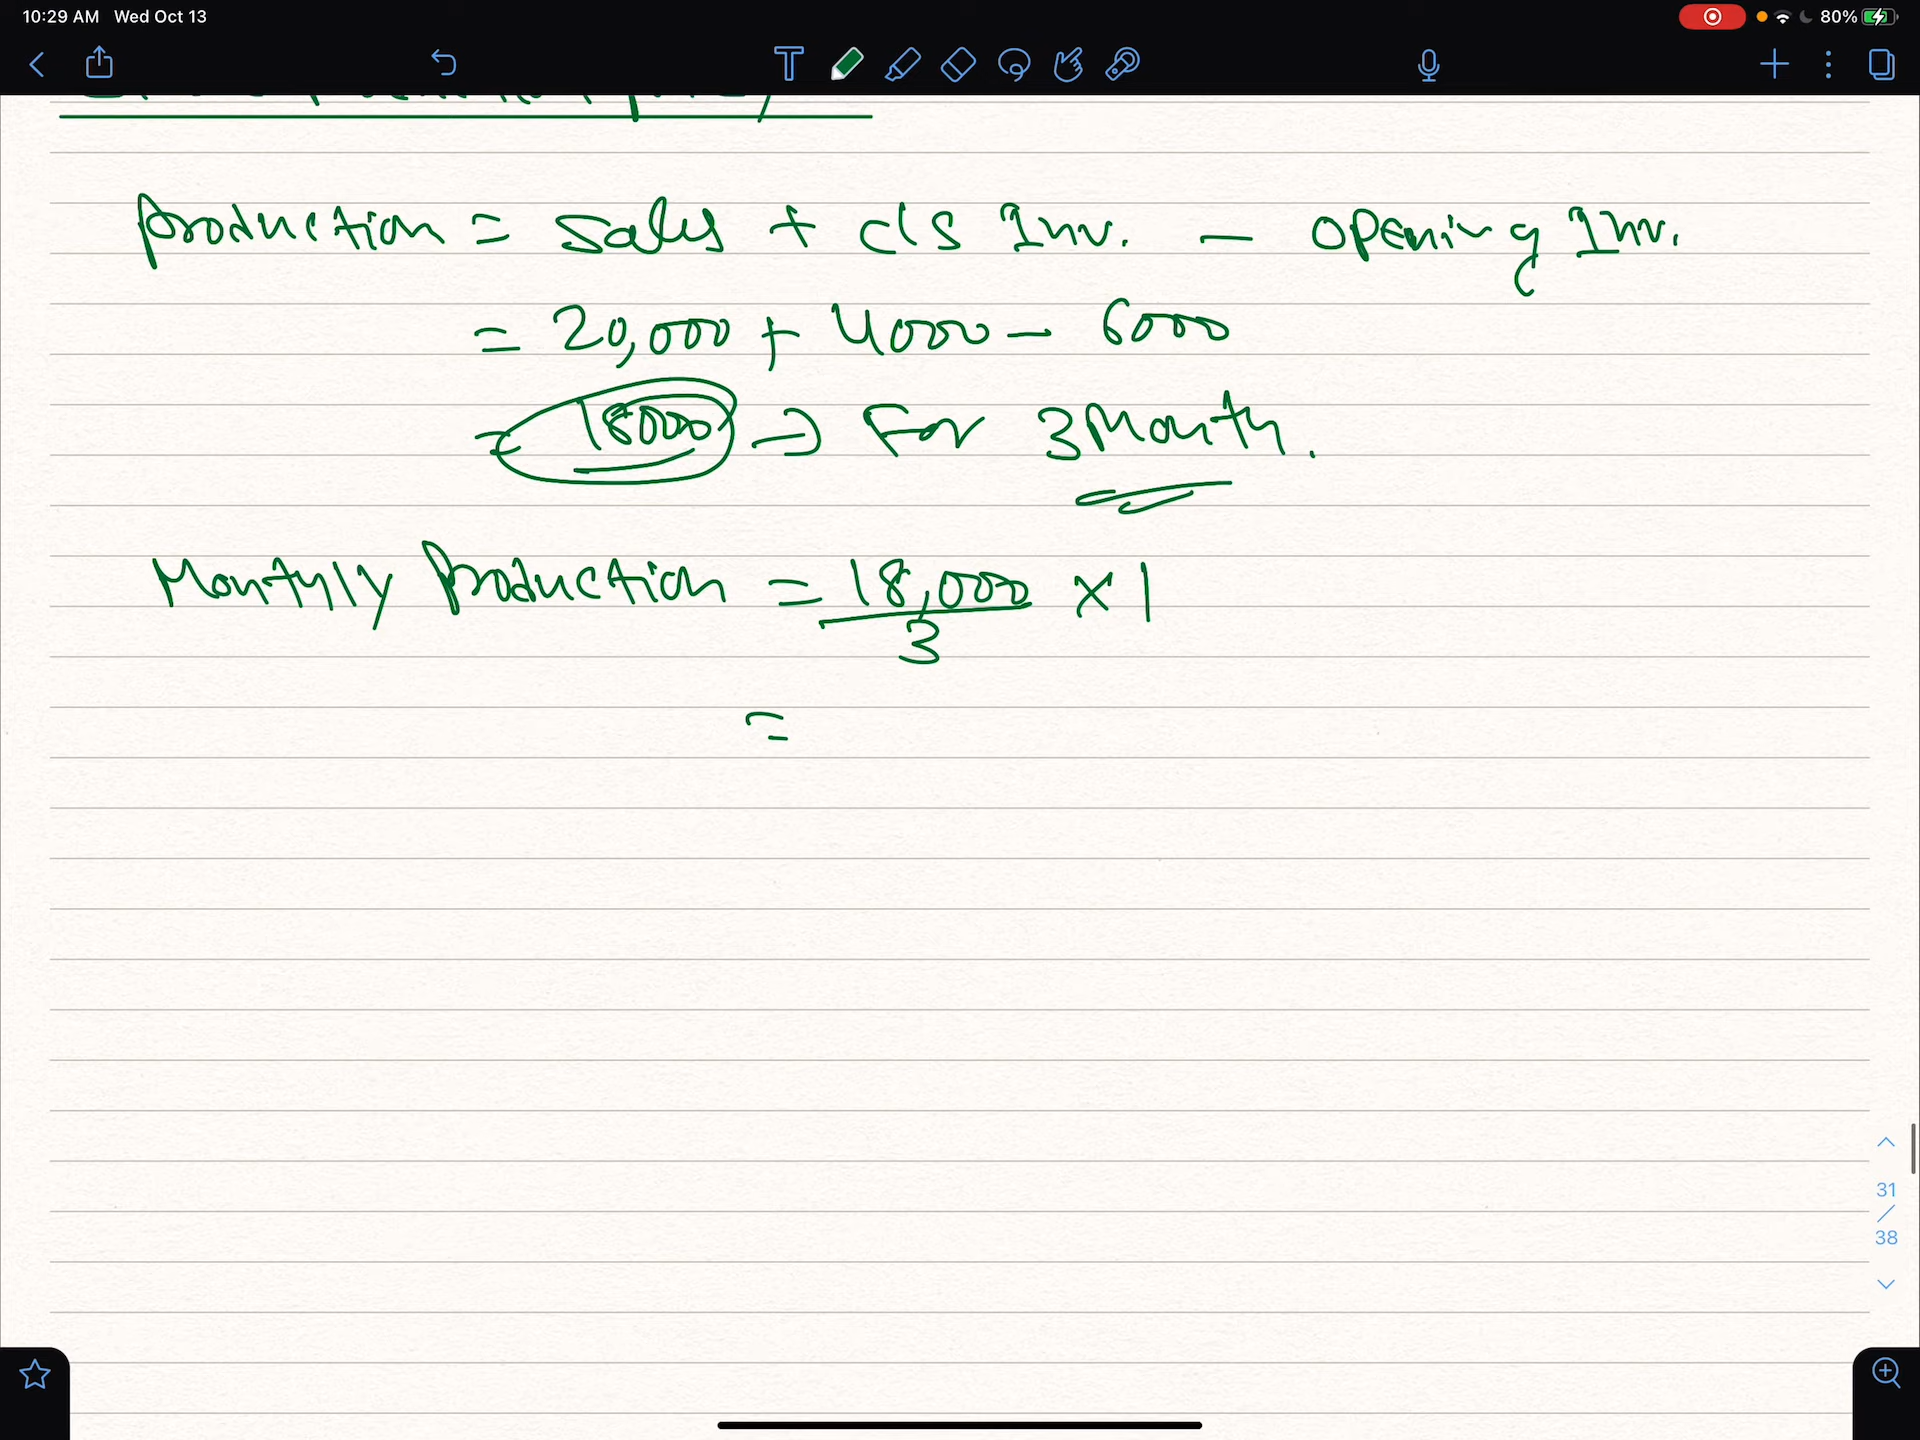 10:29 AM Wed Oct 13 80%
Production = Sales + cls Inv. - opening Inv.
= 20,000 + 4000 - 6000
= 18000 → For 3 Month.
Monthly Production = 18,000 / 3 × 1
=
31
/
38